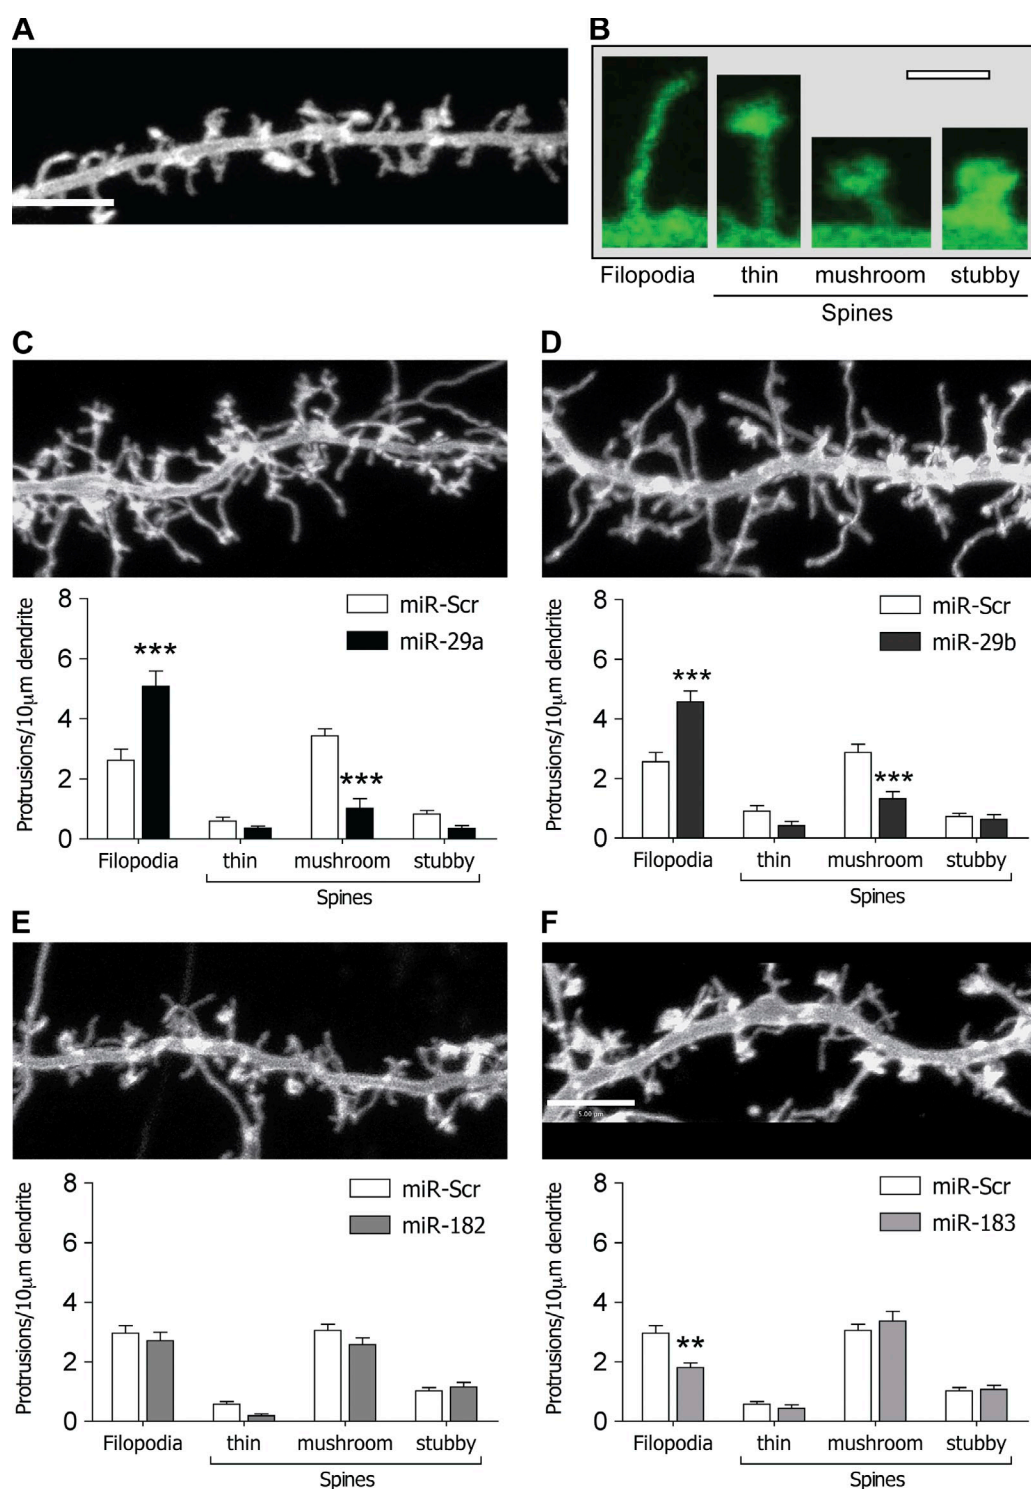 A
B
Filopodia thin mushroom stubby
Spines
C
D
8
6
4
2
0
Protrusions/10μm dendrite
miR-Scr
miR-29a
***
***
Filopodia thin mushroom stubby
Spines
8
6
4
2
0
Protrusions/10μm dendrite
miR-Scr
miR-29b
***
***
Filopodia thin mushroom stubby
Spines
E
F
5.00 μm
8
6
4
2
0
Protrusions/10μm dendrite
miR-Scr
miR-182
Filopodia thin mushroom stubby
Spines
8
6
4
2
0
Protrusions/10μm dendrite
miR-Scr
miR-183
**
Filopodia thin mushroom stubby
Spines